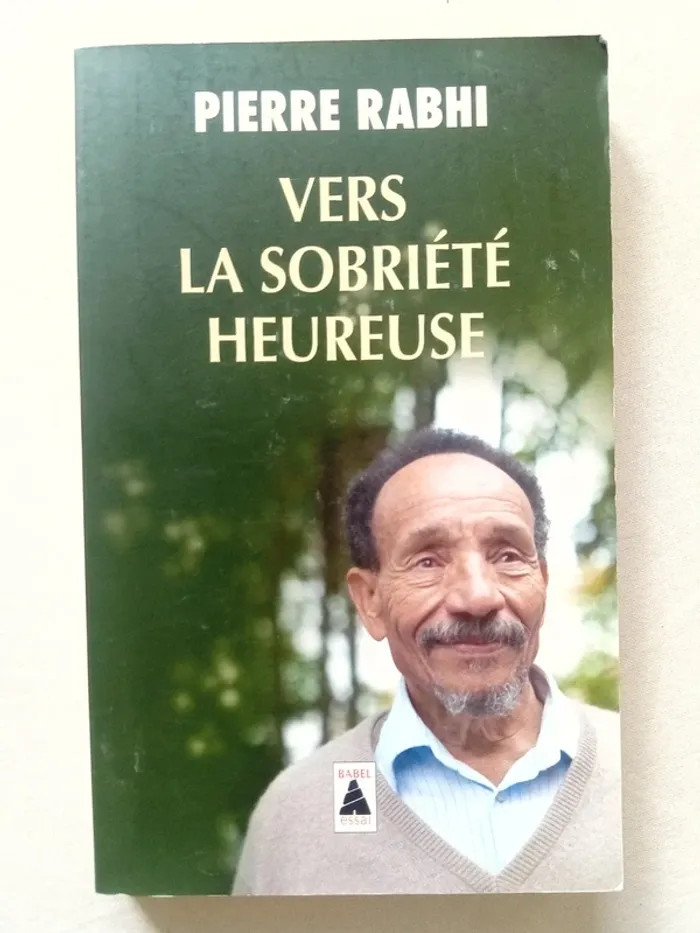 PIERRE RABHI
VERS
LA SOBRIÉTÉ
HEUREUSE
BABEL
essai